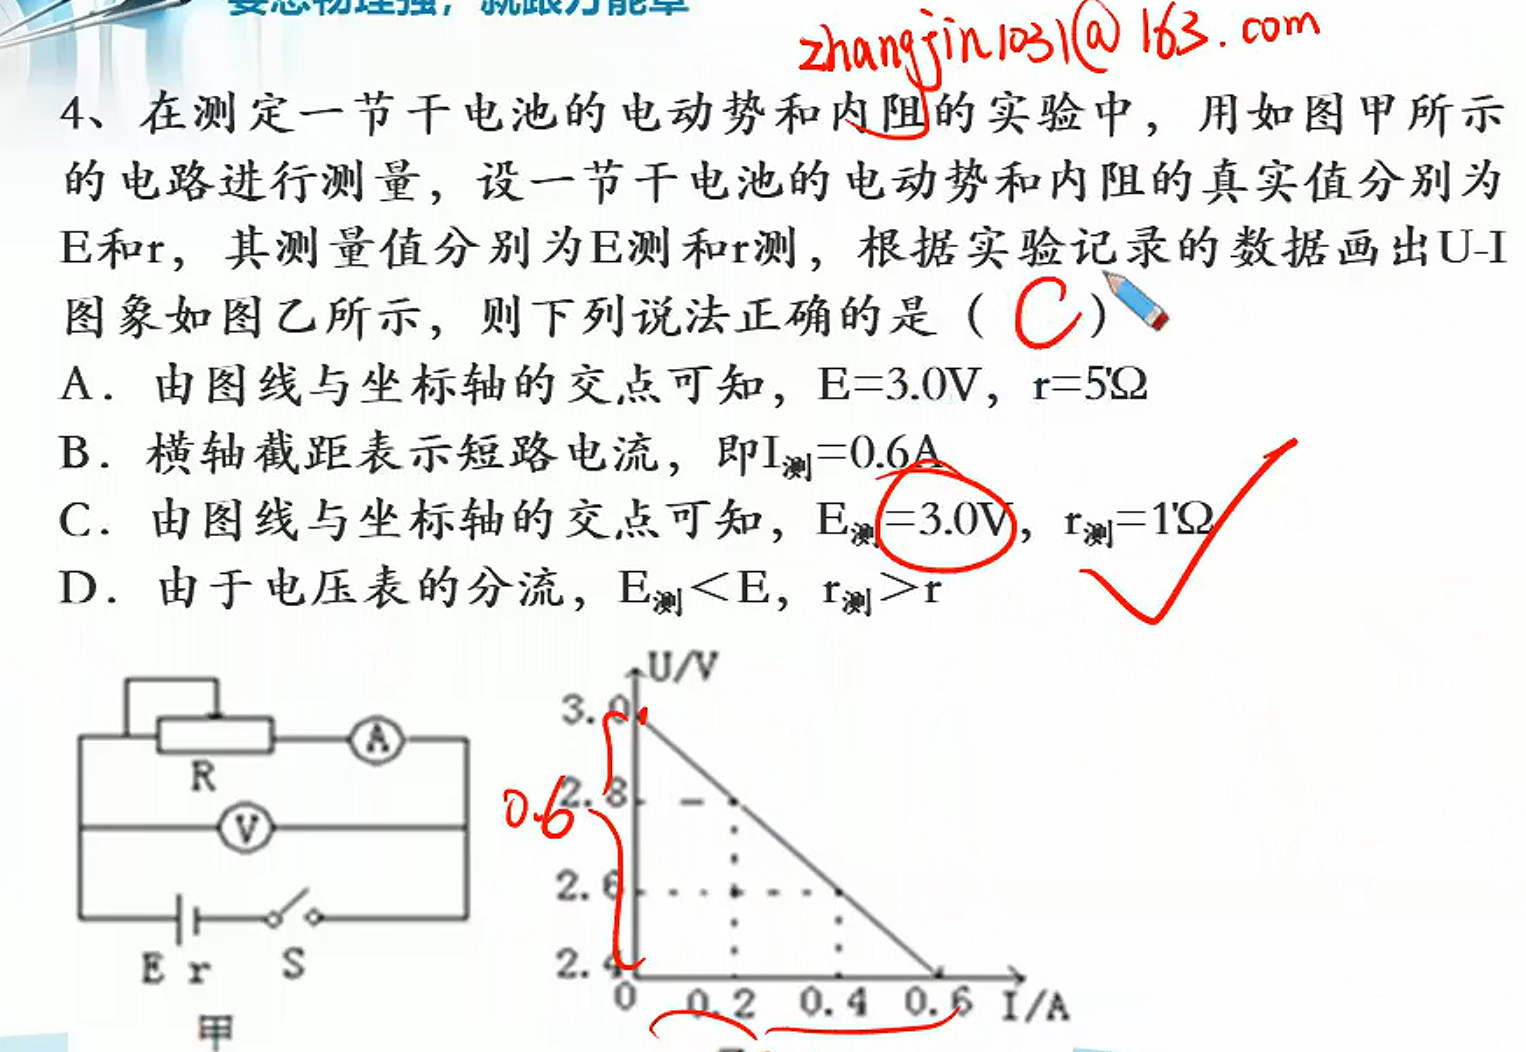 要想物理强，就跟万能章
zhangjin1031@163.com
4、在测定一节干电池的电动势和内阻的实验中，用如图甲所示
的电路进行测量，设一节干电池的电动势和内阻的真实值分别为
E和r，其测量值分别为E测和r测，根据实验记录的数据画出U-I
图象如图乙所示，则下列说法正确的是（ C ）
A．由图线与坐标轴的交点可知，E=3.0V，r=5'Ω
B．横轴截距表示短路电流，即I测=0.6A
C．由图线与坐标轴的交点可知，E测=3.0V，r测=1'Ω
D．由于电压表的分流，E测＜E，r测＞r
R
A
V
E r
S
甲
U/V
3.0
2.8
0.6
2.6
2.4
0 0.2 0.4 0.6 I/A